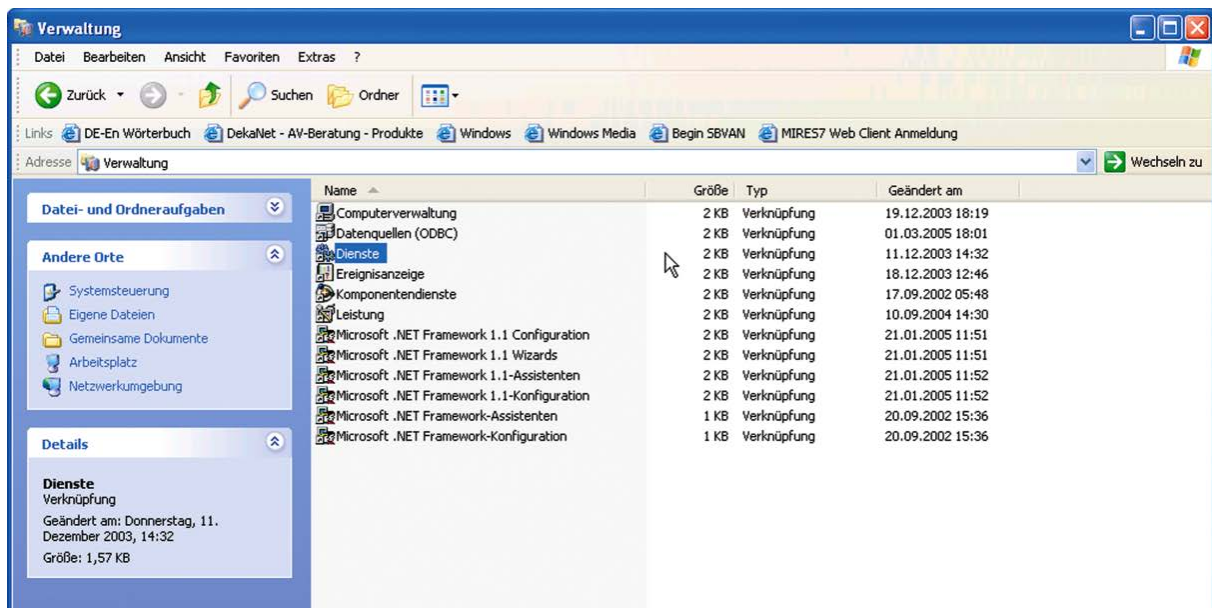 Verwaltung
Datei Bearbeiten Ansicht Favoriten Extras ?
Zurück Suchen Ordner
Links DE-En Wörterbuch DekaNet - AV-Beratung - Produkte Windows Windows Media Begin SBVAN MIRES7 Web Client Anmeldung
Adresse Verwaltung Wechseln zu
Datei- und Ordneraufgaben
Andere Orte
Systemsteuerung
Eigene Dateien
Gemeinsame Dokumente
Arbeitsplatz
Netzwerkumgebung
Details
Dienste
Verknüpfung
Geändert am: Donnerstag, 11.
Dezember 2003, 14:32
Größe: 1,57 KB
Name Größe Typ Geändert am
Computerverwaltung 2 KB Verknüpfung 19.12.2003 18:19
Datenquellen (ODBC) 2 KB Verknüpfung 01.03.2005 18:01
Dienste 2 KB Verknüpfung 11.12.2003 14:32
Ereignisanzeige 2 KB Verknüpfung 18.12.2003 12:46
Komponentendienste 2 KB Verknüpfung 17.09.2002 05:48
Leistung 2 KB Verknüpfung 10.09.2004 14:30
Microsoft .NET Framework 1.1 Configuration 2 KB Verknüpfung 21.01.2005 11:51
Microsoft .NET Framework 1.1 Wizards 2 KB Verknüpfung 21.01.2005 11:51
Microsoft .NET Framework 1.1-Assistenten 2 KB Verknüpfung 21.01.2005 11:52
Microsoft .NET Framework 1.1-Konfiguration 2 KB Verknüpfung 21.01.2005 11:52
Microsoft .NET Framework-Assistenten 1 KB Verknüpfung 20.09.2002 15:36
Microsoft .NET Framework-Konfiguration 1 KB Verknüpfung 20.09.2002 15:36